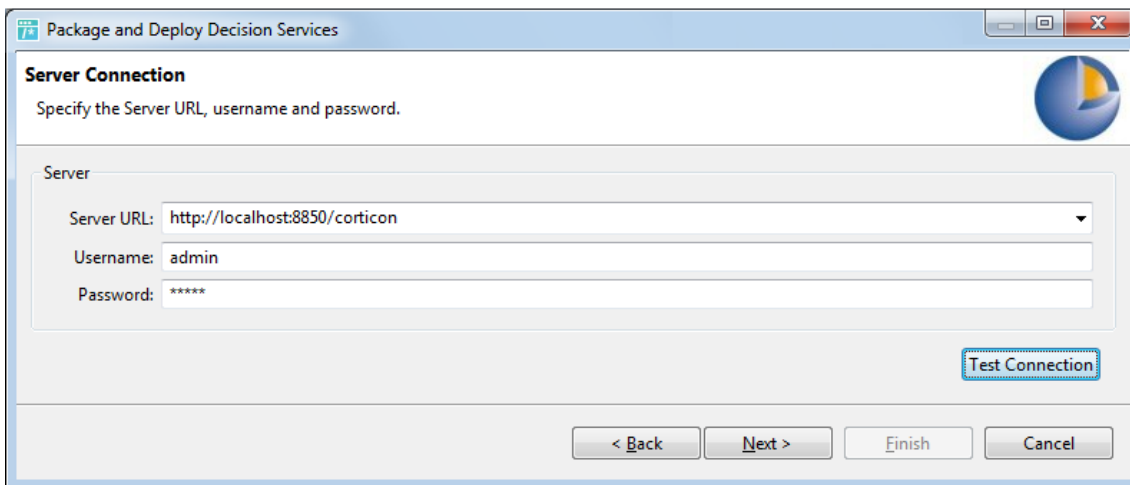 Package and Deploy Decision Services
Server Connection
Specify the Server URL, username and password.
Server
Server URL: http://localhost:8850/corticon
Username: admin
Password: *****
Test Connection
< Back Next > Finish Cancel